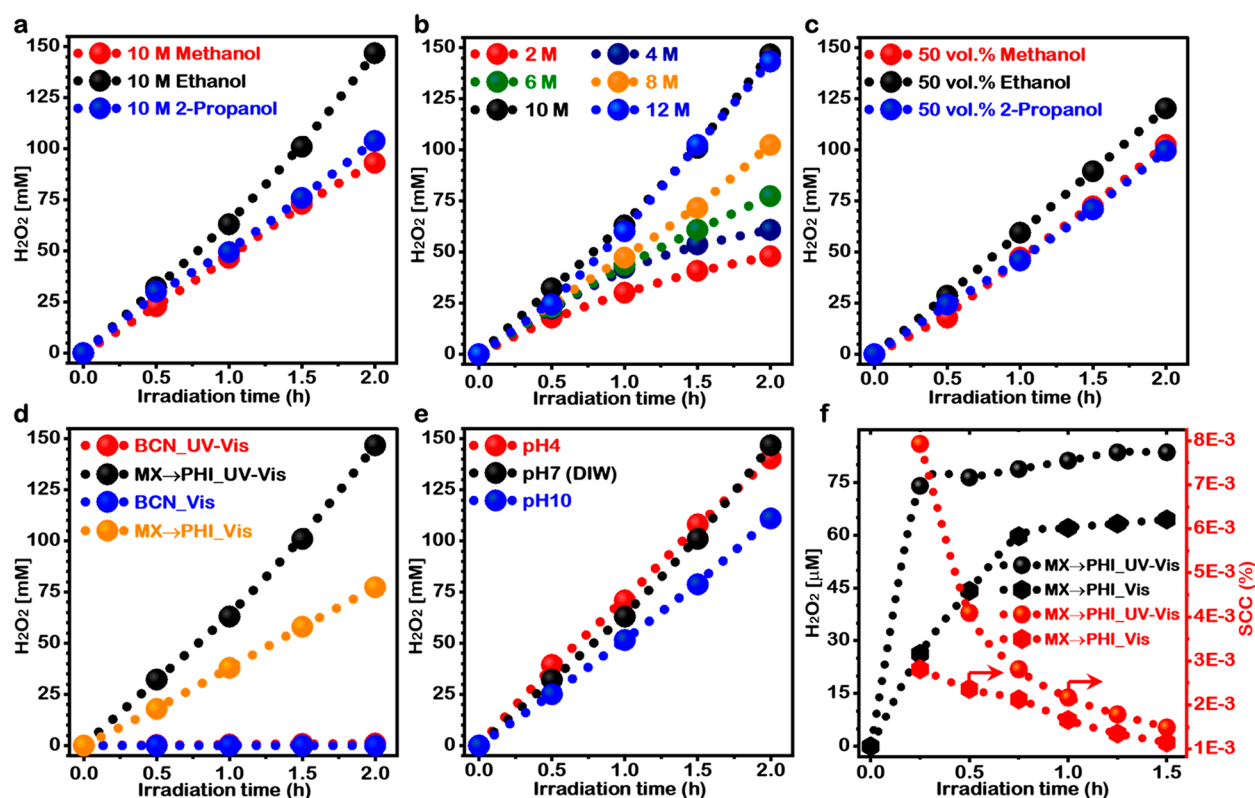 a
10 M Methanol
10 M Ethanol
10 M 2-Propanol
H₂O₂ [mM]
150
125
100
75
50
25
0
0.0 0.5 1.0 1.5 2.0
Irradiation time (h)
b
2 M 4 M
6 M 8 M
10 M 12 M
H₂O₂ [mM]
150
125
100
75
50
25
0
0.0 0.5 1.0 1.5 2.0
Irradiation time (h)
c
50 vol.% Methanol
50 vol.% Ethanol
50 vol.% 2-Propanol
H₂O₂ [mM]
150
125
100
75
50
25
0
0.0 0.5 1.0 1.5 2.0
Irradiation time (h)
d
BCN_UV-Vis
MX→PHI_UV-Vis
BCN_Vis
MX→PHI_Vis
H₂O₂ [mM]
150
125
100
75
50
25
0
0.0 0.5 1.0 1.5 2.0
Irradiation time (h)
e
pH4
pH7 (DIW)
pH10
H₂O₂ [mM]
150
125
100
75
50
25
0
0.0 0.5 1.0 1.5 2.0
Irradiation time (h)
f
H₂O₂ [µM]
75
60
45
30
15
0
MX→PHI_UV-Vis
MX→PHI_Vis
MX→PHI_UV-Vis
MX→PHI_Vis
8E-3
7E-3
6E-3
5E-3
4E-3
3E-3
2E-3
1E-3
SCC (%)
0.0 0.5 1.0 1.5
Irradiation time (h)